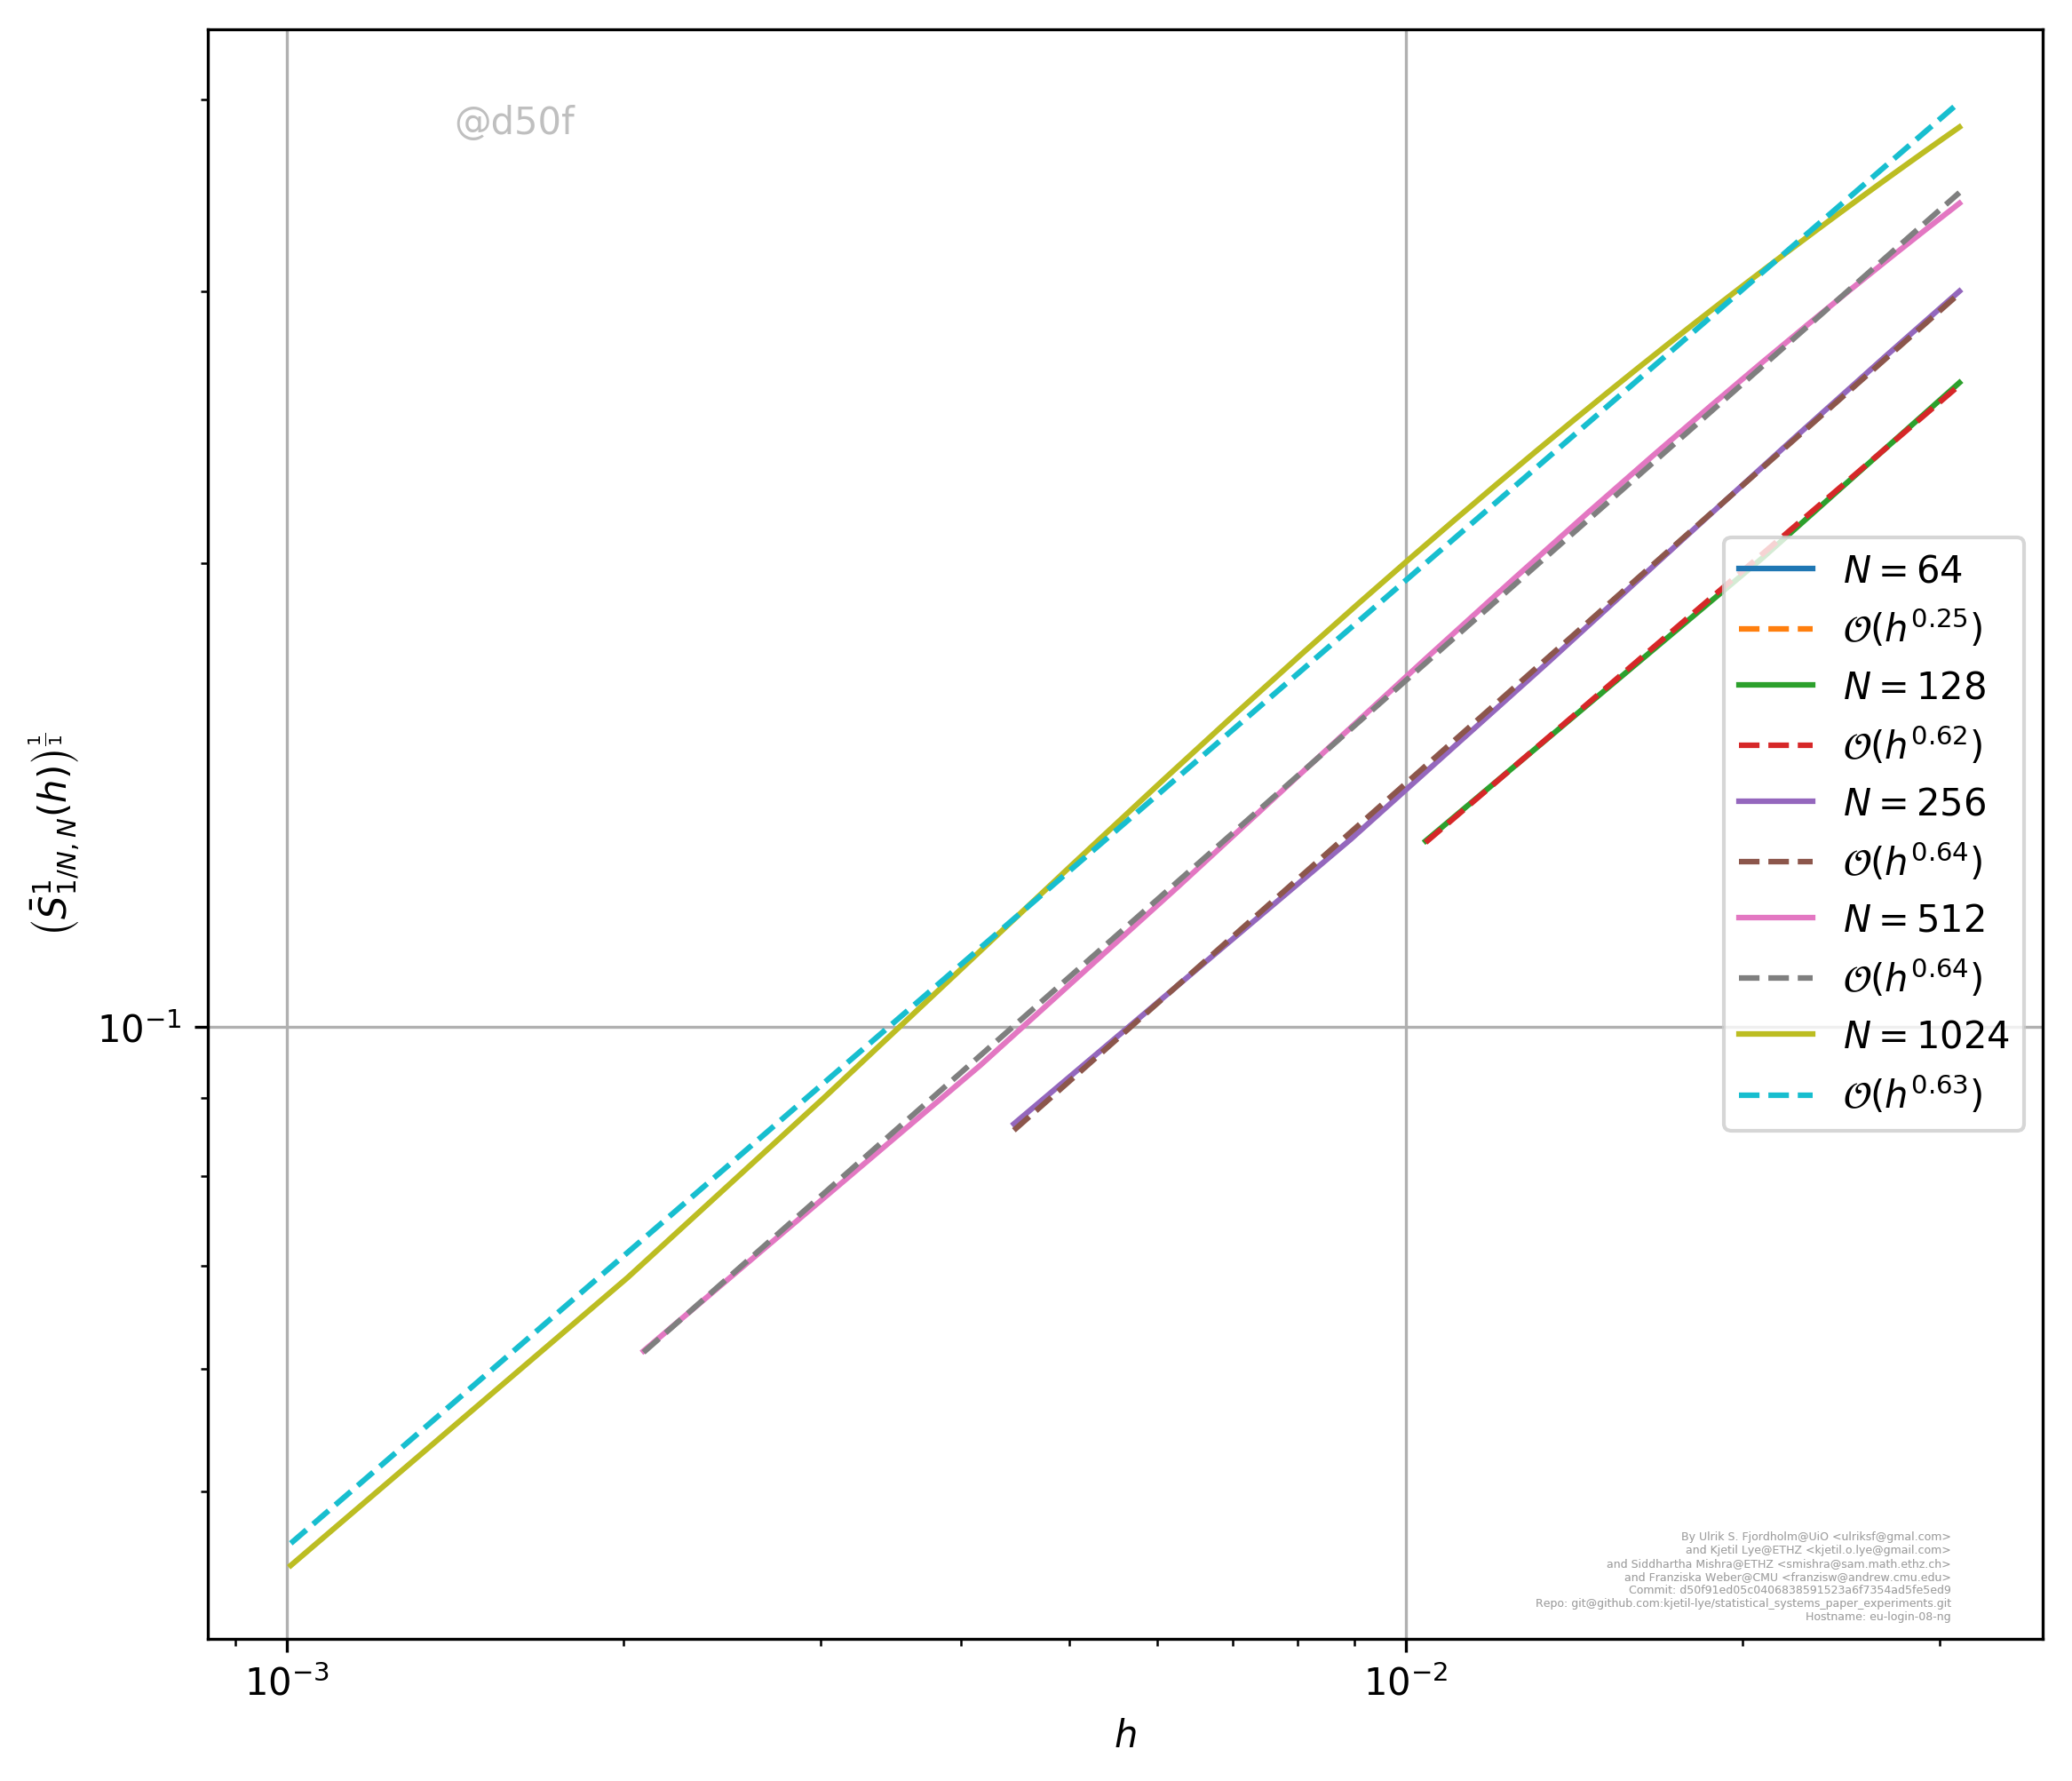 @d50f
(S̄¹_{1/N, N}(h))^{1/1}
10⁻¹
10⁻³
10⁻²
h
N = 64
𝒪(h^{0.25})
N = 128
𝒪(h^{0.62})
N = 256
𝒪(h^{0.64})
N = 512
𝒪(h^{0.64})
N = 1024
𝒪(h^{0.63})
By Ulrik S. Fjordholm@UiO <ulriksf@gmal.com>
and Kjetil Lye@ETHZ <kjetil.o.lye@gmail.com>
and Siddhartha Mishra@ETHZ <smishra@sam.math.ethz.ch>
and Franziska Weber@CMU <franzisw@andrew.cmu.edu>
Commit: d50f91ed05c0406838591523a6f7354ad5fe5ed9
Repo: git@github.com:kjetil-lye/statistical_systems_paper_experiments.git
Hostname: eu-login-08-ng